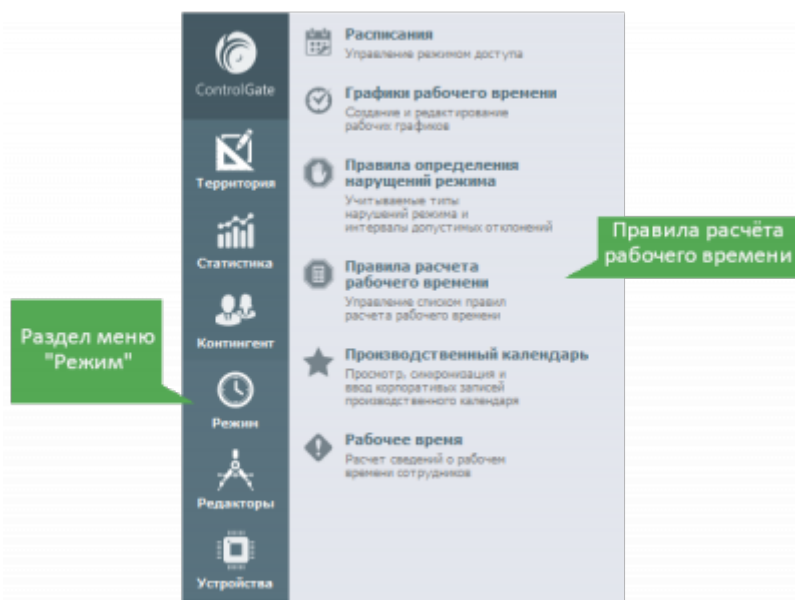 ControlGate
Территория
Статистика
Контингент
Режим
Редакторы
Устройства
Расписания
Управление режимом доступа
Графики рабочего времени
Создание и редактирование
рабочих графиков
Правила определения
нарущений режима
Учитываемые типы
нарушений режима и
интервалы допустимых отклонений
Правила расчета
рабочего времени
Управление списком правил
расчета рабочего времени
Производственный календарь
Просмотр, синхронизация и
ввод корпоративных записей
производственного календаря
Рабочее время
Расчет сведений о рабочем
времени сотрудников
Раздел меню
"Режим"
Правила расчёта
рабочего времени